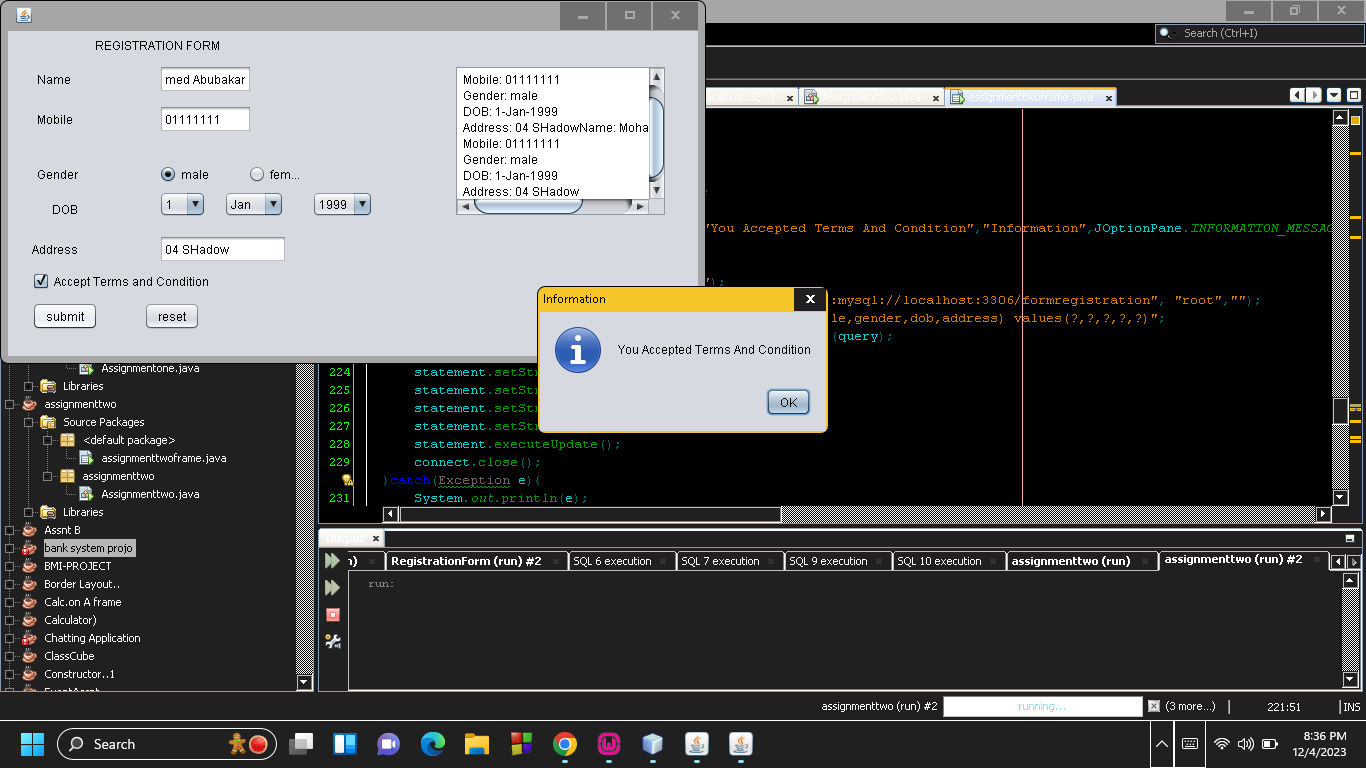 REGISTRATION FORM
Name
med Abubakar
Mobile
01111111
Gender
male
fem...
DOB
1
Jan
1999
Address
04 SHadow
Accept Terms and Condition
submit
reset
Mobile: 01111111
Gender: male
DOB: 1-Jan-1999
Address: 04 SHadowName: Moha
Mobile: 01111111
Gender: male
DOB: 1-Jan-1999
Address: 04 SHadow
Search (Ctrl+I)
Assignmenttwo.java
assignmenttwoframe.java
"You Accepted Terms And Condition","Information",JOptionPane.INFORMATION_MESSAG
");
:mysql://localhost:3306/formregistration", "root","");
le,gender,dob,address) values(?,?,?,?,?)";
(query);
Information
You Accepted Terms And Condition
OK
224 statement.setStr
225 statement.setStr
226 statement.setStr
227 statement.setStr
228 statement.executeUpdate();
229 connect.close();
}catch(Exception e){
231 System.out.println(e);
Assignmentone.java
Libraries
assignmenttwo
Source Packages
<default package>
assignmenttwoframe.java
assignmenttwo
Assignmenttwo.java
Libraries
Assnt B
bank system projo
BMI-PROJECT
Border Layout..
Calc.on A frame
Calculator)
Chatting Application
ClassCube
Constructor..1
Output
n)
RegistrationForm (run) #2
SQL 6 execution
SQL 7 execution
SQL 9 execution
SQL 10 execution
assignmenttwo (run)
assignmenttwo (run) #2
run:
assignmenttwo (run) #2
running...
(3 more...)
221:51
INS
Search
8:36 PM
12/4/2023